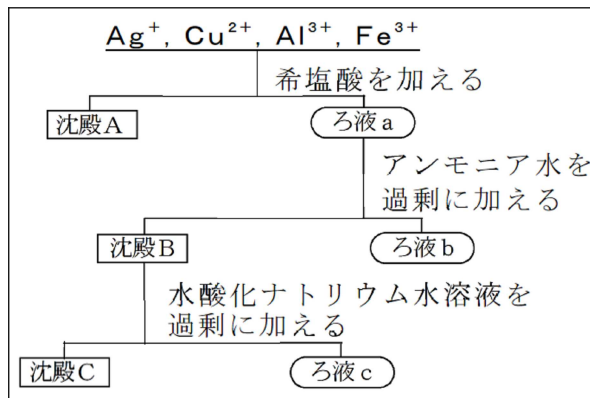 Ag⁺, Cu²⁺, Al³⁺, Fe³⁺
希塩酸を加える
沈殿A
ろ液a
アンモニア水を
過剰に加える
沈殿B
ろ液b
水酸化ナトリウム水溶液を
過剰に加える
沈殿C
ろ液c